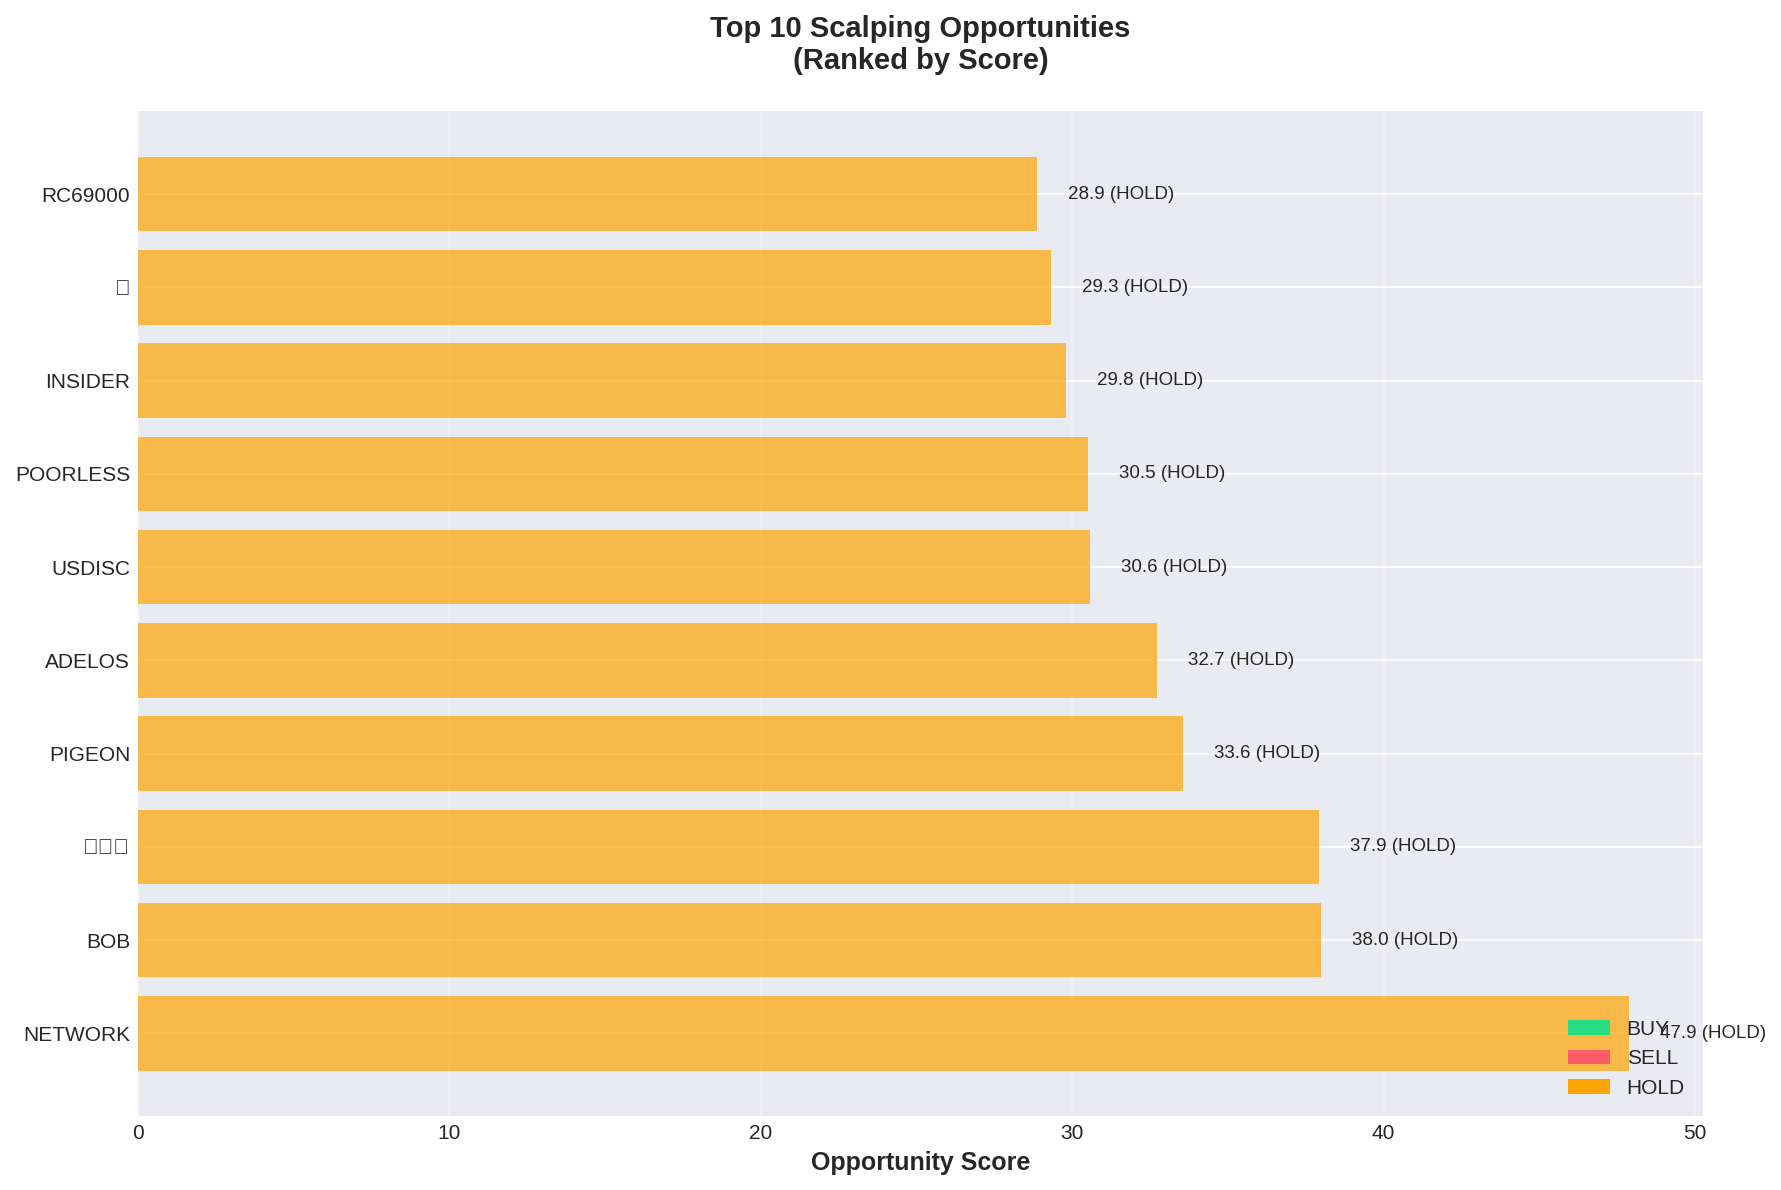 Top 10 Scalping Opportunities
(Ranked by Score)
RC69000 28.9 (HOLD)
29.3 (HOLD)
INSIDER 29.8 (HOLD)
POORLESS 30.5 (HOLD)
USDISC 30.6 (HOLD)
ADELOS 32.7 (HOLD)
PIGEON 33.6 (HOLD)
37.9 (HOLD)
BOB 38.0 (HOLD)
NETWORK 47.9 (HOLD)
BUY
SELL
HOLD
0 10 20 30 40 50
Opportunity Score